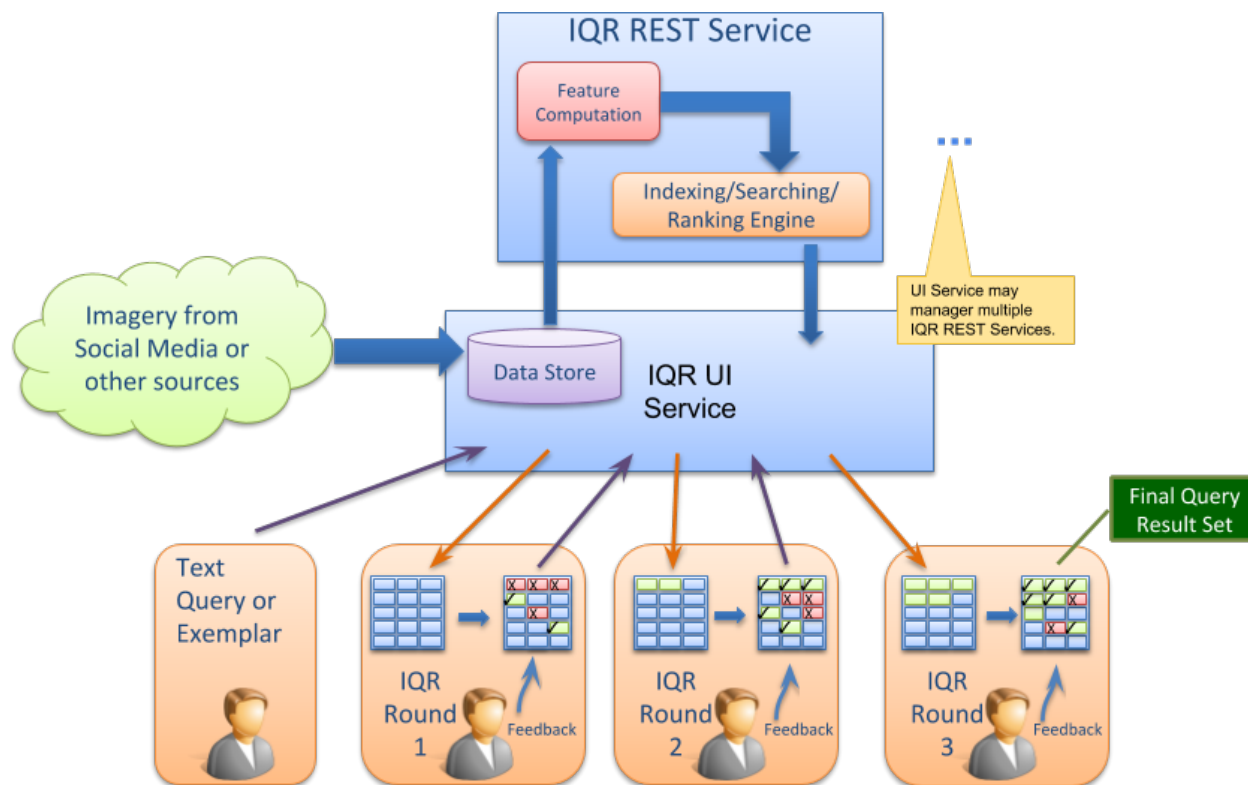 IQR REST Service
Feature
Computation
Indexing/Searching/
Ranking Engine
UI Service may
manager multiple
IQR REST Services.
Imagery from
Social Media or
other sources
Data Store
IQR UI
Service
Final Query
Result Set
Text
Query or
Exemplar
IQR
Round
1
Feedback
IQR
Round
2
Feedback
IQR
Round
3
Feedback